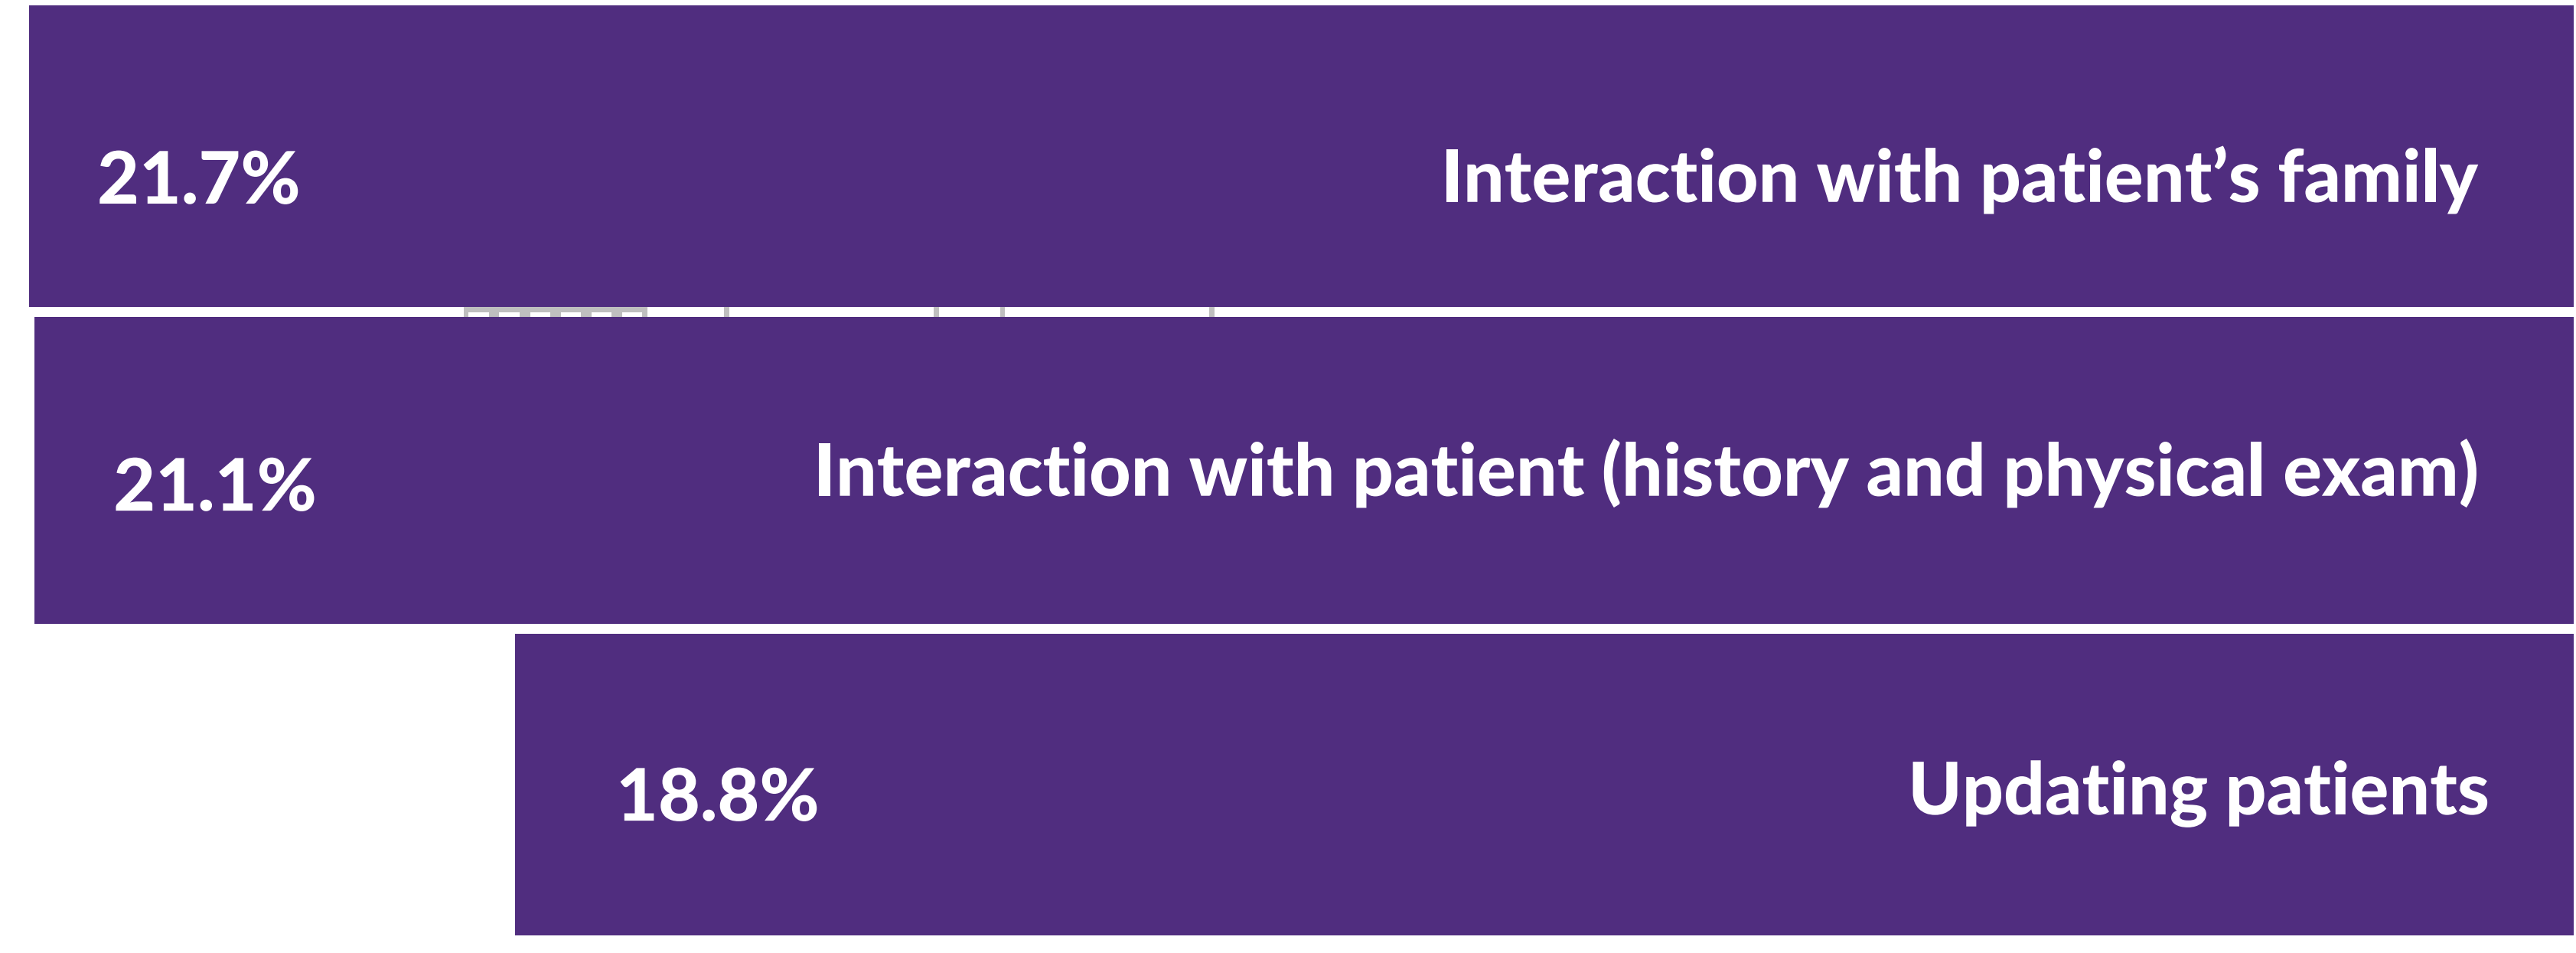 21.7% Interaction with patient’s family
21.1% Interaction with patient (history and physical exam)
18.8% Updating patients